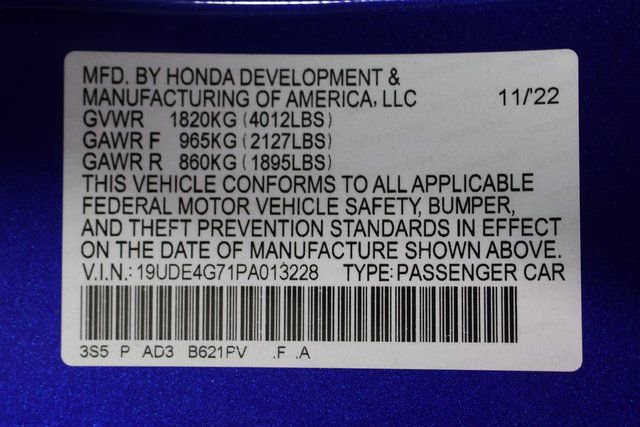 MFD. BY HONDA DEVELOPMENT &
MANUFACTURING OF AMERICA, LLC 11/'22
GVWR 1820KG (4012LBS)
GAWR F 965KG (2127LBS)
GAWR R 860KG (1895LBS)
THIS VEHICLE CONFORMS TO ALL APPLICABLE
FEDERAL MOTOR VEHICLE SAFETY, BUMPER,
AND THEFT PREVENTION STANDARDS IN EFFECT
ON THE DATE OF MANUFACTURE SHOWN ABOVE.
V.I.N.: 19UDE4G71PA013228 TYPE: PASSENGER CAR
3S5 P AD3 B621PV .F .A